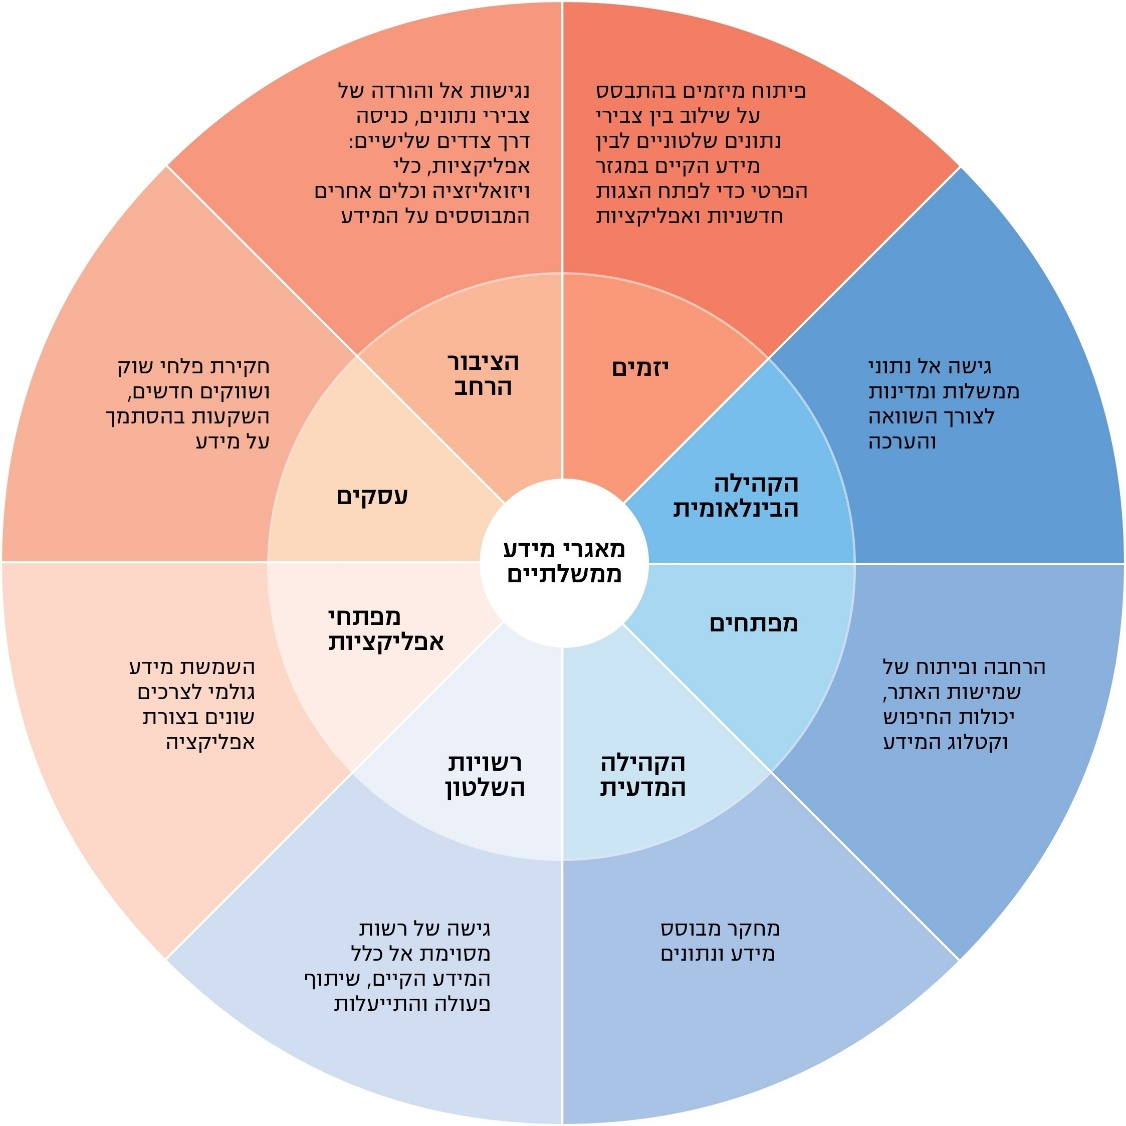 מאגרי מידע
ממשלתיים
יזמים
פיתוח מיזמים בהתבסס
על שילוב בין צבירי
נתונים שלטוניים לבין
מידע הקיים במגזר
הפרטי כדי לפתח הצגות
חדשניות ואפליקציות
הקהילה
הבינלאומית
גישה אל נתוני
ממשלות ומדינות
לצורך השוואה
והערכה
מפתחים
הרחבה ופיתוח של
שמישות האתר,
יכולות החיפוש
וקטלוג המידע
הקהילה
המדעית
מחקר מבוסס
מידע ונתונים
רשויות
השלטון
גישה של רשות
מסוימת אל כלל
המידע הקיים, שיתוף
פעולה והתייעלות
מפתחי
אפליקציות
השמשת מידע
גולמי לצרכים
שונים בצורת
אפליקציה
עסקים
חקירת פלחי שוק
ושווקים חדשים,
השקעות בהסתמך
על מידע
הציבור
הרחב
נגישות אל והורדה של
צבירי נתונים, כניסה
דרך צדדים שלישיים:
אפליקציות, כלי
ויזואליזציה וכלים אחרים
המבוססים על המידע